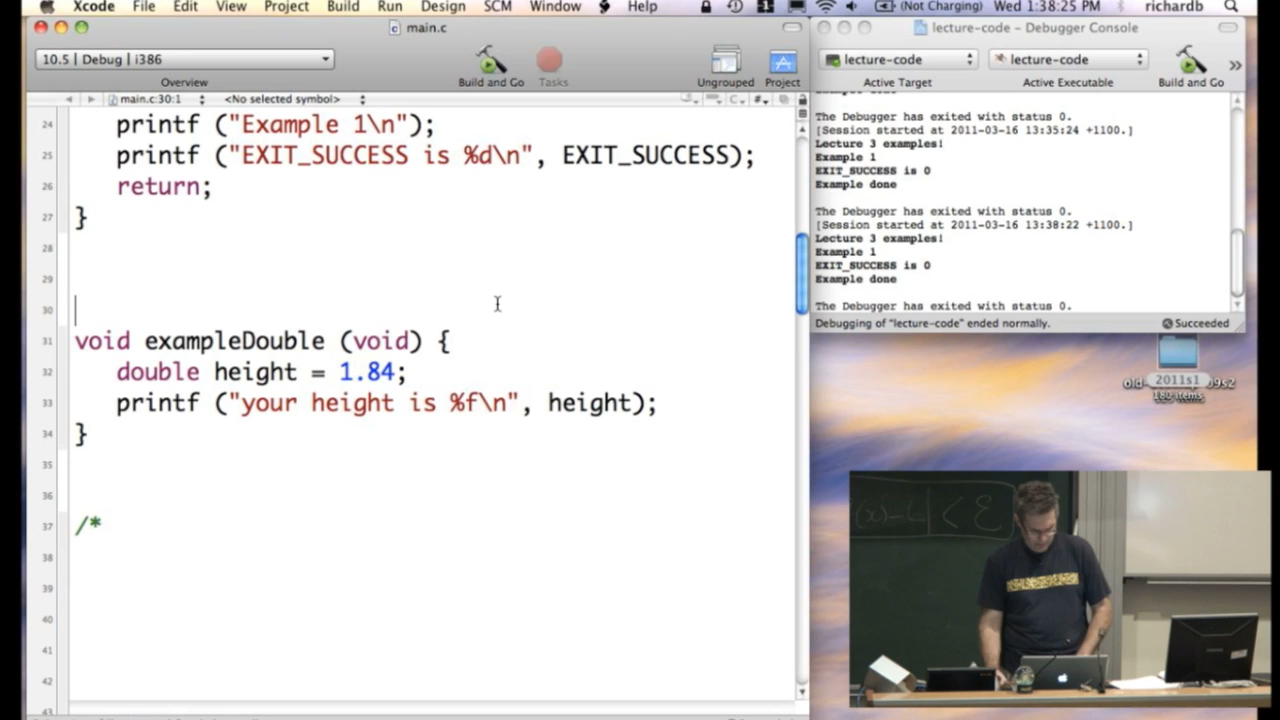 Xcode File Edit View Project Build Run Design SCM Window Help 1 (Not Charging) Wed 1:38:25 PM richardb
main.c
10.5 | Debug | i386
Overview Build and Go Tasks Ungrouped Project
main.c:30:1 <No selected symbol>
24 printf ("Example 1\n");
25 printf ("EXIT_SUCCESS is %d\n", EXIT_SUCCESS);
26 return;
27 }
28
29
30
31 void exampleDouble (void) {
32 double height = 1.84;
33 printf ("your height is %f\n", height);
34 }
35
36
37 /*
38
39
40
41
42
43
lecture-code – Debugger Console
lecture-code lecture-code
Active Target Active Executable Build and Go
The Debugger has exited with status 0.
[Session started at 2011-03-16 13:35:24 +1100.]
Lecture 3 examples!
Example 1
EXIT_SUCCESS is 0
Example done
The Debugger has exited with status 0.
[Session started at 2011-03-16 13:38:22 +1100.]
Lecture 3 examples!
Example 1
EXIT_SUCCESS is 0
Example done
The Debugger has exited with status 0.
Debugging of "lecture-code" ended normally. Succeeded
2011s1
180 items
< ε